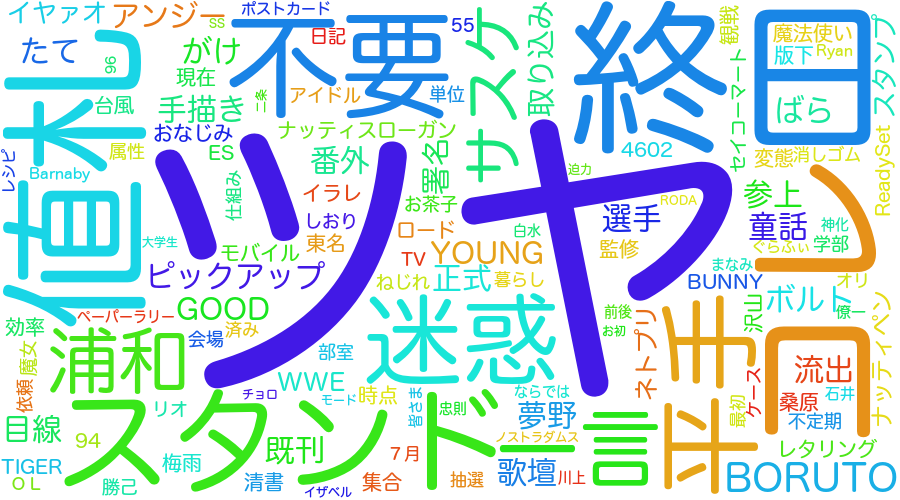 イヤァオ アンジー SS ポストカード 55 取り込み 終日 観戦 魔法使い スタンプ
たて 96 がけ 不要 日記 サスケ 版下 Ryan
値札 台風 現在 二条 アイドル 単位 セイコーマート ばら
手描き ナッティスローガン 4602 変態 消しゴム ReadySet
レシピ 属性 おなじみ ES 番外 署名 迫力 レ
Barnaby 仕組み イラレ お茶子 RODA 参上
ツヤ しおり 選手 童話 神化
大学生 モバイル 東名 ロード 白水 監修 ぐらふぃ 学部
ピックアップ TV YOUNG まなみ
ねじれ 正式 暮らし BUNNY オリ
GOOD 迷惑 前後 ボルト 僚一
ペーパーラリー お初 ネトプリ 沢山 ナッティペン
効率 魔女 浦和 会場 済み 平手 回
依頼 部室 流出
リオ WWE 時点 皆さま ならでは ケース 石井
チョロ モード 忠則 夢野 最初 桑原 不定期
目線 94 スタンド 言 ノストラダムス レタリング
TIGER 梅雨 既刊 7月 歌壇 BORUTO
OL 勝己 清書 イザベル 集合 抽選 川上